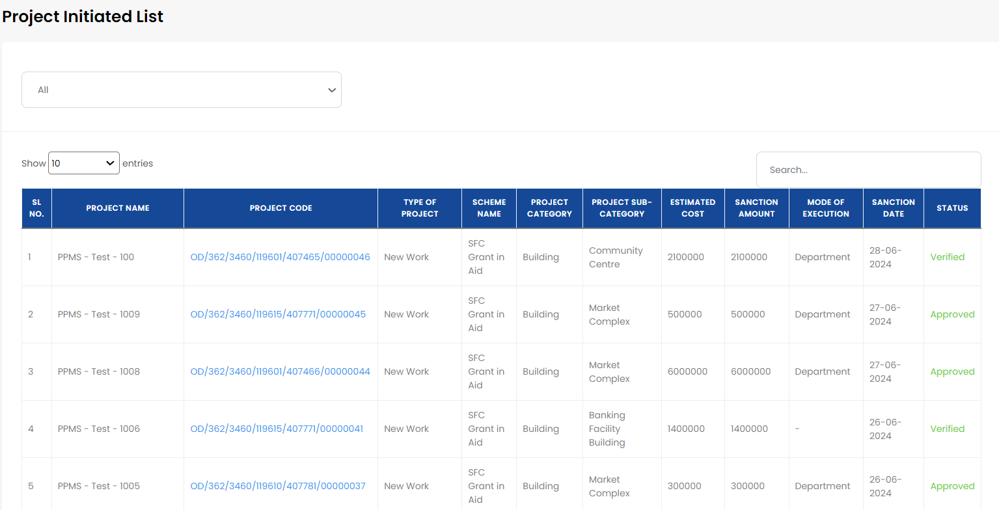 Project Initiated List
All
Show 10 entries
Search...
SL NO. PROJECT NAME PROJECT CODE TYPE OF PROJECT SCHEME NAME PROJECT CATEGORY PROJECT SUB-CATEGORY ESTIMATED COST SANCTION AMOUNT MODE OF EXECUTION SANCTION DATE STATUS
1 PPMS - Test - 100 OD/362/3460/119601/407465/00000046 New Work SFC Grant in Aid Building Community Centre 2100000 2100000 Department 28-06-2024 Verified
2 PPMS - Test - 1009 OD/362/3460/119615/407771/00000045 New Work SFC Grant in Aid Building Market Complex 500000 500000 Department 27-06-2024 Approved
3 PPMS - Test - 1008 OD/362/3460/119601/407466/00000044 New Work SFC Grant in Aid Building Market Complex 6000000 6000000 Department 27-06-2024 Approved
4 PPMS - Test - 1006 OD/362/3460/119615/407771/00000041 New Work SFC Grant in Aid Building Banking Facility Building 1400000 1400000 - 26-06-2024 Verified
5 PPMS - Test - 1005 OD/362/3460/119610/407781/00000037 New Work SFC Grant in Aid Building Market Complex 300000 300000 Department 26-06-2024 Approved